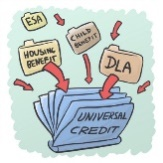 ESA
CHILD
BENEFIT
HOUSING
BENEFIT
DLA
UNIVERSAL
CREDIT